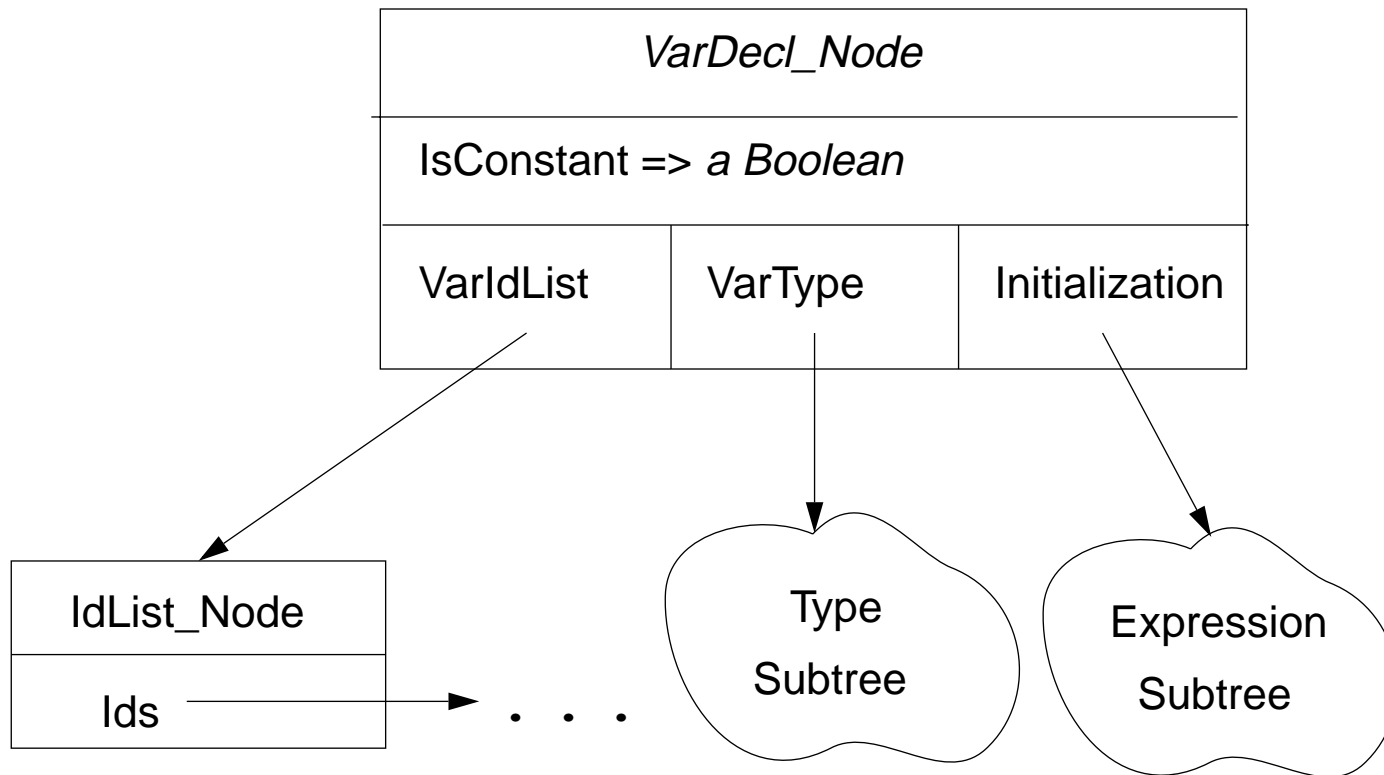 VarDecl_Node
IsConstant => a Boolean
VarIdList VarType Initialization
IdList_Node
Ids . . .
Type
Subtree
Expression
Subtree